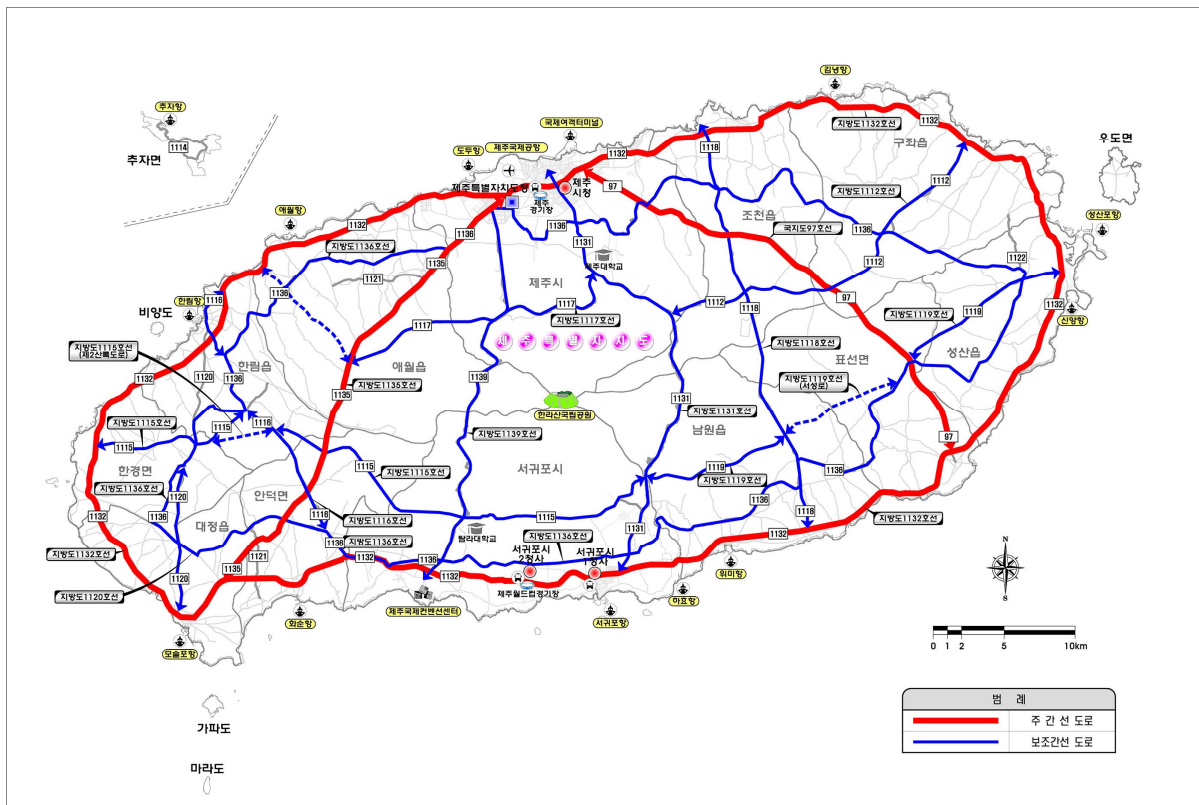 김녕항
추자항
1132
지방도1132호선
구좌읍
1114
국제여객터미널
1118
우도면
추자면
도두항
제주국제공항
1132
1112
제주특별자치도청
제주
시청
97
지방도1112호선
제주
경기장
애월항
1132
조천읍
성산포항
1136
1136
국지도97호선
1136
지방도1136호선
1131
1135
제주대학교
1112
1122
1121
제주시
1136
한림항
1116
1117
1112
1118
97
1132
비양도
지방도1117호선
지방도1119호선
1119
신양항
1117
제주특별자치도
지방도1118호선
지방도1115호선
(제2산록도로)
한림읍
표선면
성산읍
1120
애월읍
1139
지방도1119호선
(서성로)
1132
1136
지방도1135호선
1135
한라산국립공원
1131
지방도1131호선
1116
지방도1115호선
1115
지방도1139호선
남원읍
97
1115
서귀포시
한경면
1115
지방도1115호선
1119
1136
지방도1136호선
1120
안덕면
지방도1119호선
1136
1132
1136
대정읍
1116
지방도1116호선
1115
1118
지방도1132호선
탐라대학교
1131
지방도1136호선
지방도1136호선
1136
1132
지방도1132호선
1121
1132
1136
서귀포시
2청사
서귀포시
1청사
1135
1120
1132
위미항
제주월드컵경기장
하효항
지방도1120호선
화순항
제주국제컨벤션센터
서귀포항
모슬포항
N
S
0 1 2 5 10km
가파도
범 례
주 간 선 도로
보조간선 도로
마라도